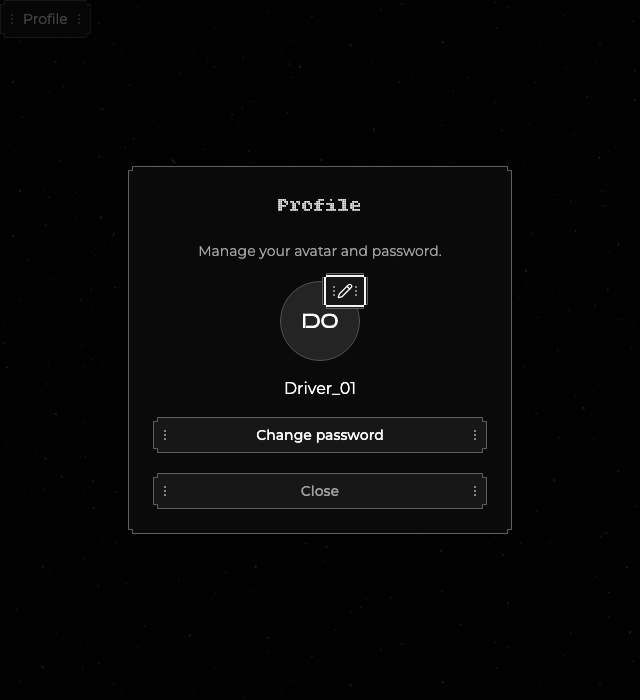 Profile
Profile
Manage your avatar and password.
DO
Driver_01
Change password
Close